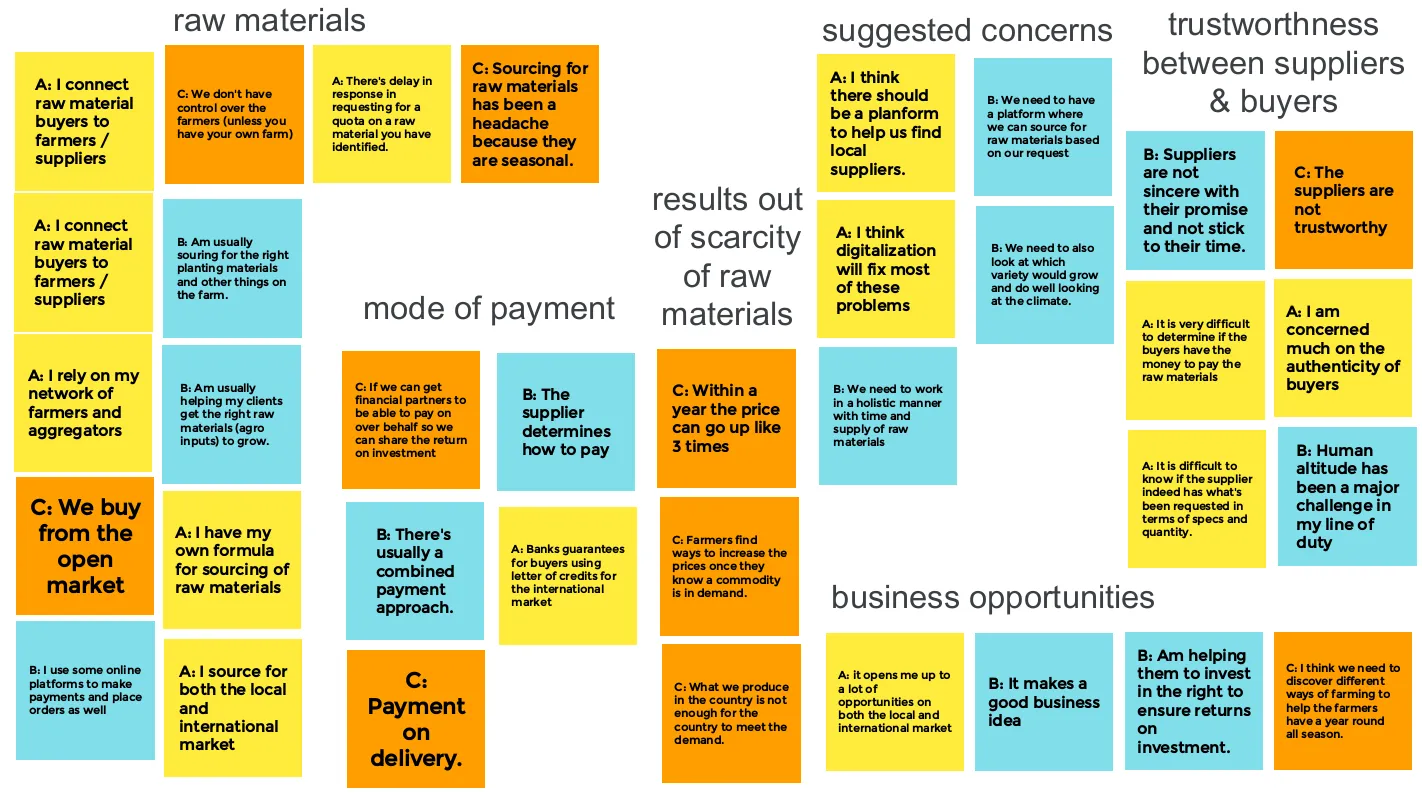 raw materials
A: I connect
raw material
buyers to
farmers /
suppliers
C: We don't have
control over the
farmers (unless you
have your own farm)
A: There's delay in
response in
requesting for a
quota on a raw
material you have
identified.
C: Sourcing for
raw materials
has been a
headache
because they
are seasonal.
A: I connect
raw material
buyers to
farmers /
suppliers
B: Am usually
souring for the right
planting materials
and other things on
the farm.
A: I rely on my
network of
farmers and
aggregators
B: Am usually
helping my clients
get the right raw
materials (agro
inputs) to grow.
C: We buy
from the
open
market
A: I have my
own formula
for sourcing of
raw materials
B: I use some online
platforms to make
payments and place
orders as well
A: I source for
both the local
and
international
market
mode of payment
C: If we can get
financial partners to
be able to pay on
over behalf so we
can share the return
on investment
B: The
supplier
determines
how to pay
B: There's
usually a
combined
payment
approach.
A: Banks guarantees
for buyers using
letter of credits for
the international
market
C:
Payment
on
delivery.
results out
of scarcity
of raw
materials
C: Within a
year the price
can go up like
3 times
C: Farmers find
ways to increase the
prices once they
know a commodity
is in demand.
C: What we produce
in the country is not
enough for the
country to meet the
demand.
suggested concerns
A: I think
there should
be a planform
to help us find
local
suppliers.
B: We need to have
a platform where
we can source for
raw materials based
on our request
A: I think
digitalization
will fix most
of these
problems
B: We need to also
look at which
variety would grow
and do well looking
at the climate.
B: We need to work
in a holistic manner
with time and
supply of raw
materials
trustworthness
between suppliers
& buyers
B: Suppliers
are not
sincere with
their promise
and not stick
to their time.
C: The
suppliers are
not
trustworthy
A: It is very difficult
to determine if the
buyers have the
money to pay the
raw materials
A: I am
concerned
much on the
authenticity of
buyers
A: It is difficult to
know if the supplier
indeed has what's
been requested in
terms of specs and
quantity.
B: Human
altitude has
been a major
challenge in
my line of
duty
business opportunities
A: it opens me up to
a lot of
opportunities on
both the local and
international market
B: It makes a
good business
idea
B: Am helping
them to invest
in the right to
ensure returns
on
investment.
C: I think we need to
discover different
ways of farming to
help the farmers
have a year round
all season.